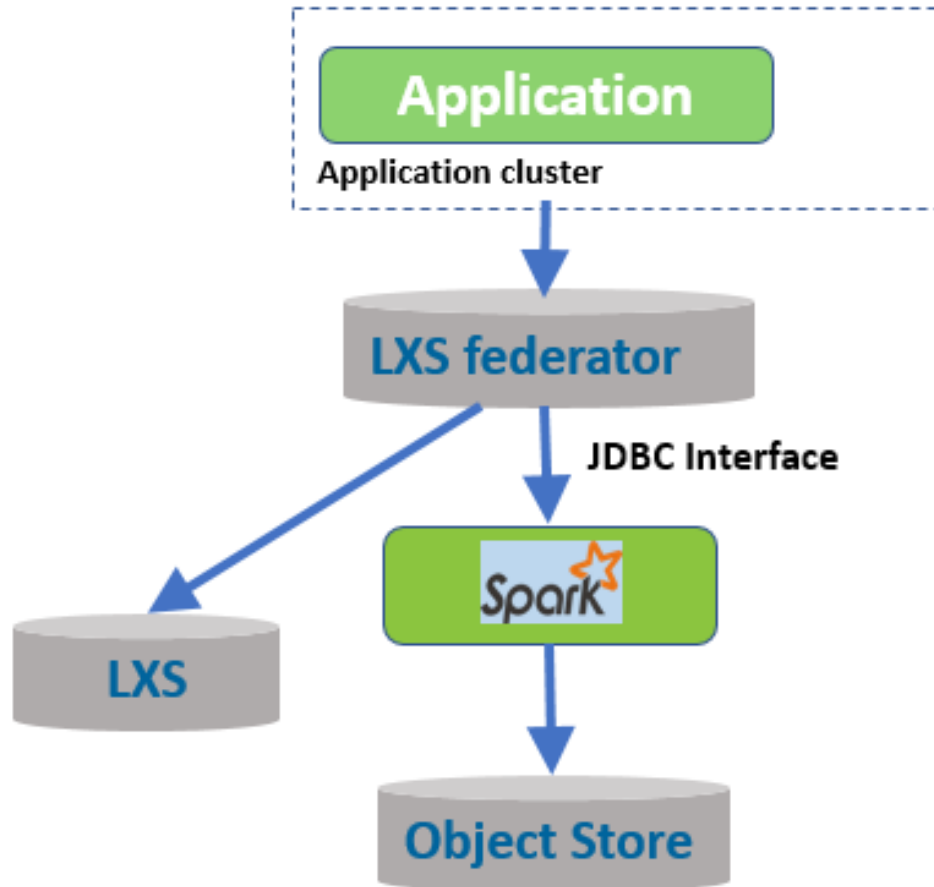 Application
Application cluster
LXS federator
JDBC Interface
Spark
LXS
Object Store